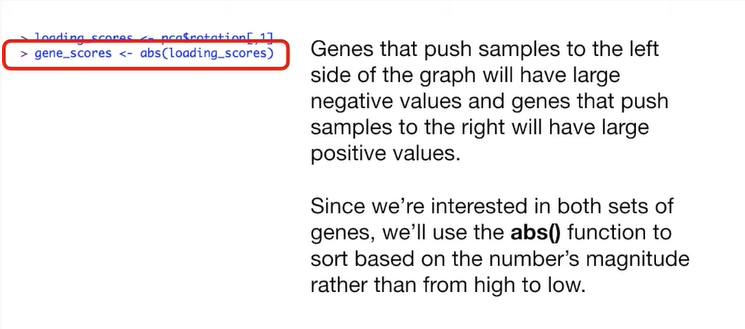 > loading_scores <- pca$rotation[,1]
> gene_scores <- abs(loading_scores)
Genes that push samples to the left
side of the graph will have large
negative values and genes that push
samples to the right will have large
positive values.
Since we’re interested in both sets of
genes, we’ll use the abs() function to
sort based on the number’s magnitude
rather than from high to low.